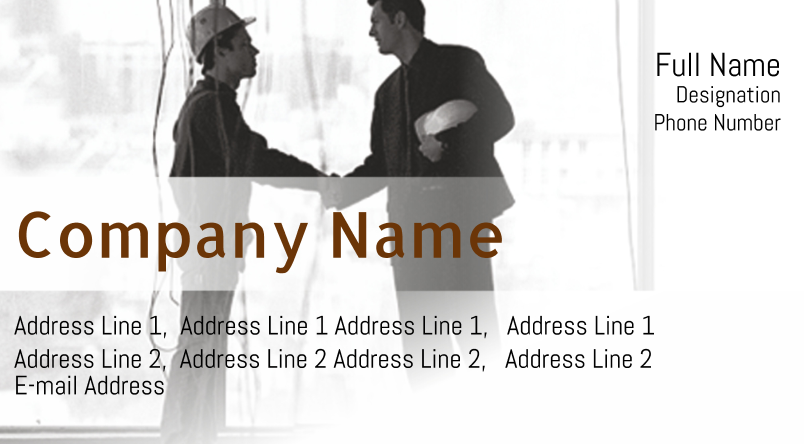 Full Name
Designation
Phone Number
Company Name
Address Line 1,  Address Line 1 Address Line 1,   Address Line 1
Address Line 2,  Address Line 2 Address Line 2,   Address Line 2
E-mail Address